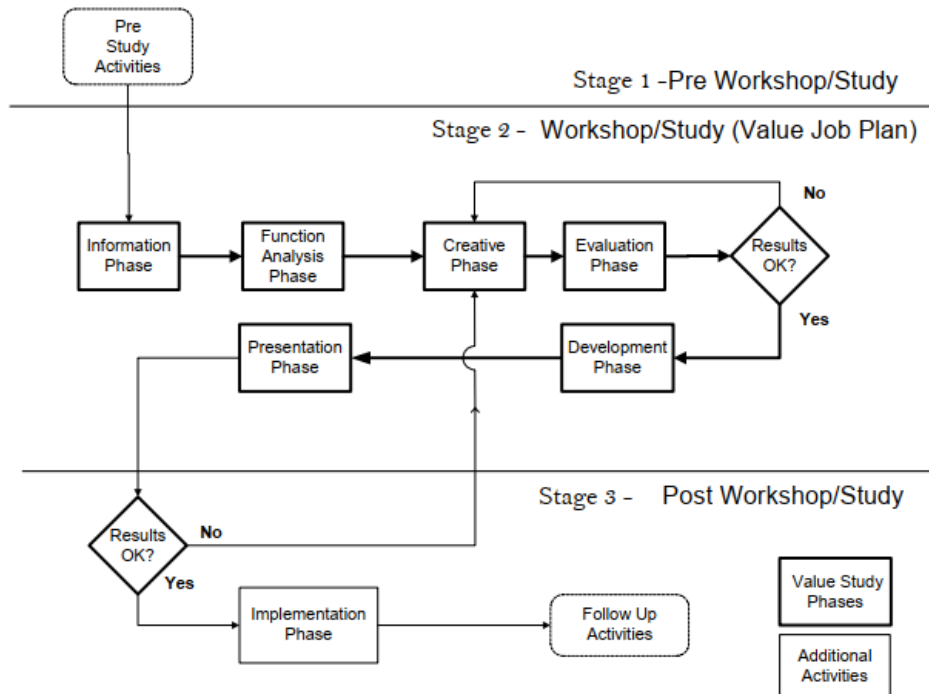 Pre
Study
Activities
Stage 1 -Pre Workshop/Study
Stage 2 - Workshop/Study (Value Job Plan)
No
Information
Phase
Function
Analysis
Phase
Creative
Phase
Evaluation
Phase
Results
OK?
Yes
Presentation
Phase
Development
Phase
Stage 3 - Post Workshop/Study
Results
OK?
No
Yes
Implementation
Phase
Follow Up
Activities
Value Study
Phases
Additional
Activities